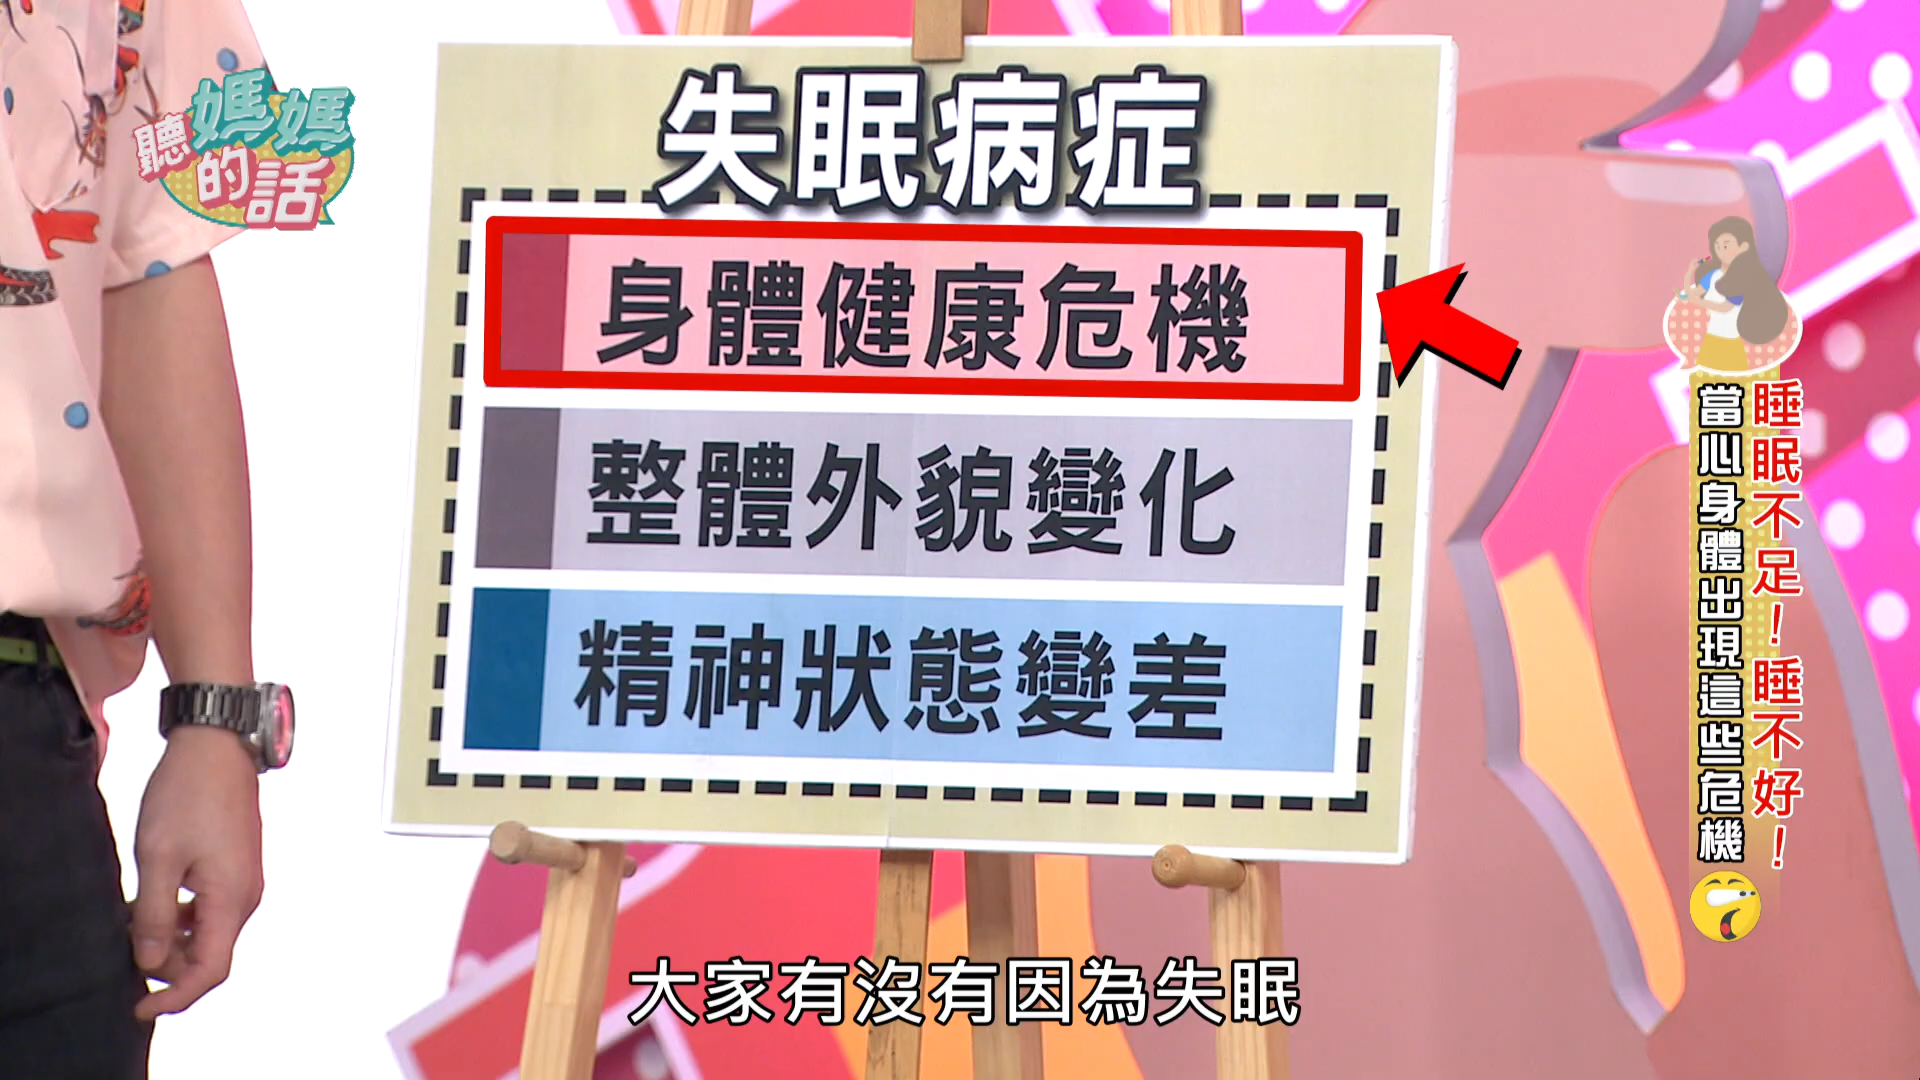 聽媽媽
的話
失眠病症
身體健康危機
整體外貌變化
精神狀態變差
睡眠不足！睡不好！
當心身體出現這些危機
大家有沒有因為失眠